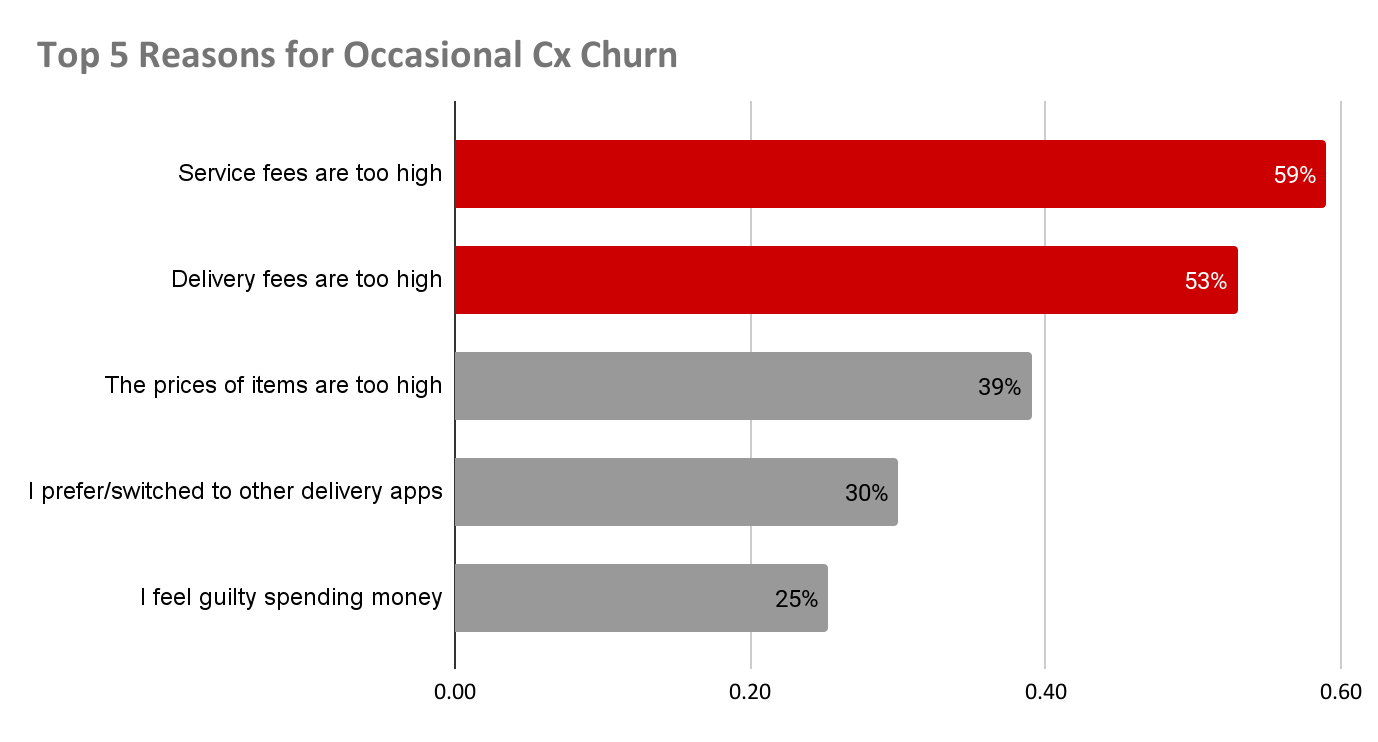 Top 5 Reasons for Occasional Cx Churn
Service fees are too high
59%
Delivery fees are too high
53%
The prices of items are too high
39%
I prefer/switched to other delivery apps
30%
I feel guilty spending money
25%
0.00
0.20
0.40
0.60